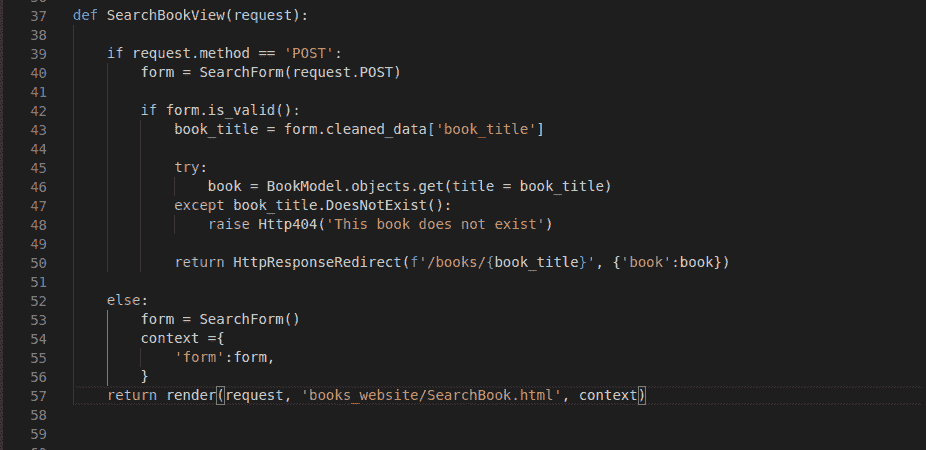 37 def SearchBookView(request):
38
39     if request.method == 'POST':
40         form = SearchForm(request.POST)
41
42         if form.is_valid():
43             book_title = form.cleaned_data['book_title']
44
45             try:
46                 book = BookModel.objects.get(title = book_title)
47             except book_title.DoesNotExist():
48                 raise Http404('This book does not exist')
49
50             return HttpResponseRedirect(f'/books/{book_title}', {'book':book})
51
52     else:
53         form = SearchForm()
54         context ={
55             'form':form,
56         }
57     return render(request, 'books_website/SearchBook.html', context)
58
59